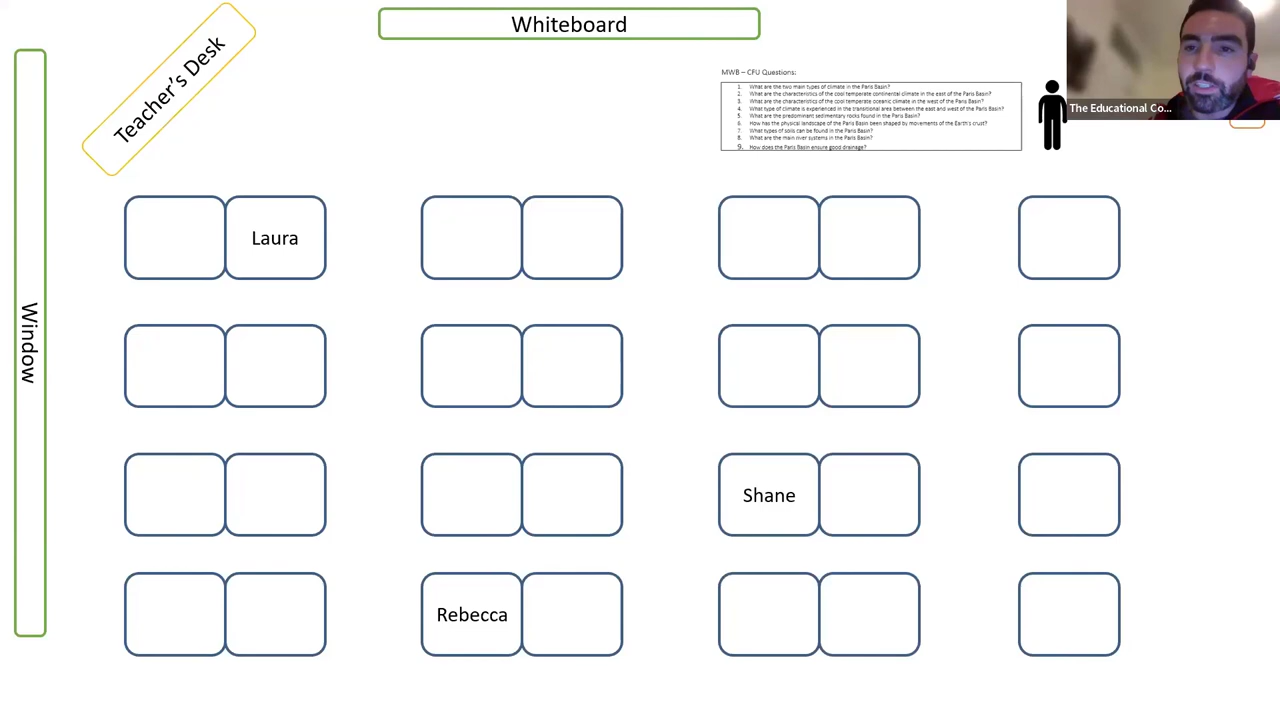 Whiteboard
Teacher's Desk
MWB – CFU Questions:
1. What are the two main types of climate in the Paris Basin?
2. What are the characteristics of the cool temperate continental climate in the east of the Paris Basin?
3. What are the characteristics of the cool temperate oceanic climate in the west of the Paris Basin?
4. What type of climate is experienced in the transitional area between the east and west of the Paris Basin?
5. What are the predominant sedimentary rocks found in the Paris Basin?
6. How has the physical landscape of the Paris Basin been shaped by movements of the Earth's crust?
7. What types of soils can be found in the Paris Basin?
8. What are the main river systems in the Paris Basin?
9. How does the Paris Basin ensure good drainage?
The Educational Co...
Laura
Window
Shane
Rebecca